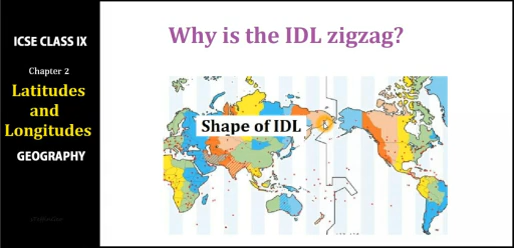 ICSE CLASS IX
Chapter 2
Latitudes
and
Longitudes
GEOGRAPHY
Why is the IDL zigzag?
Shape of IDL